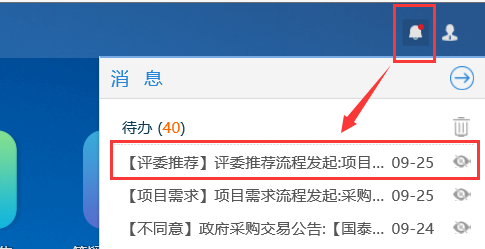 消 息
待办 (40)
【评委推荐】评委推荐流程发起:项目... 09-25
【项目需求】项目需求流程发起:采购... 09-25
【不同意】政府采购交易公告:【国泰... 09-24